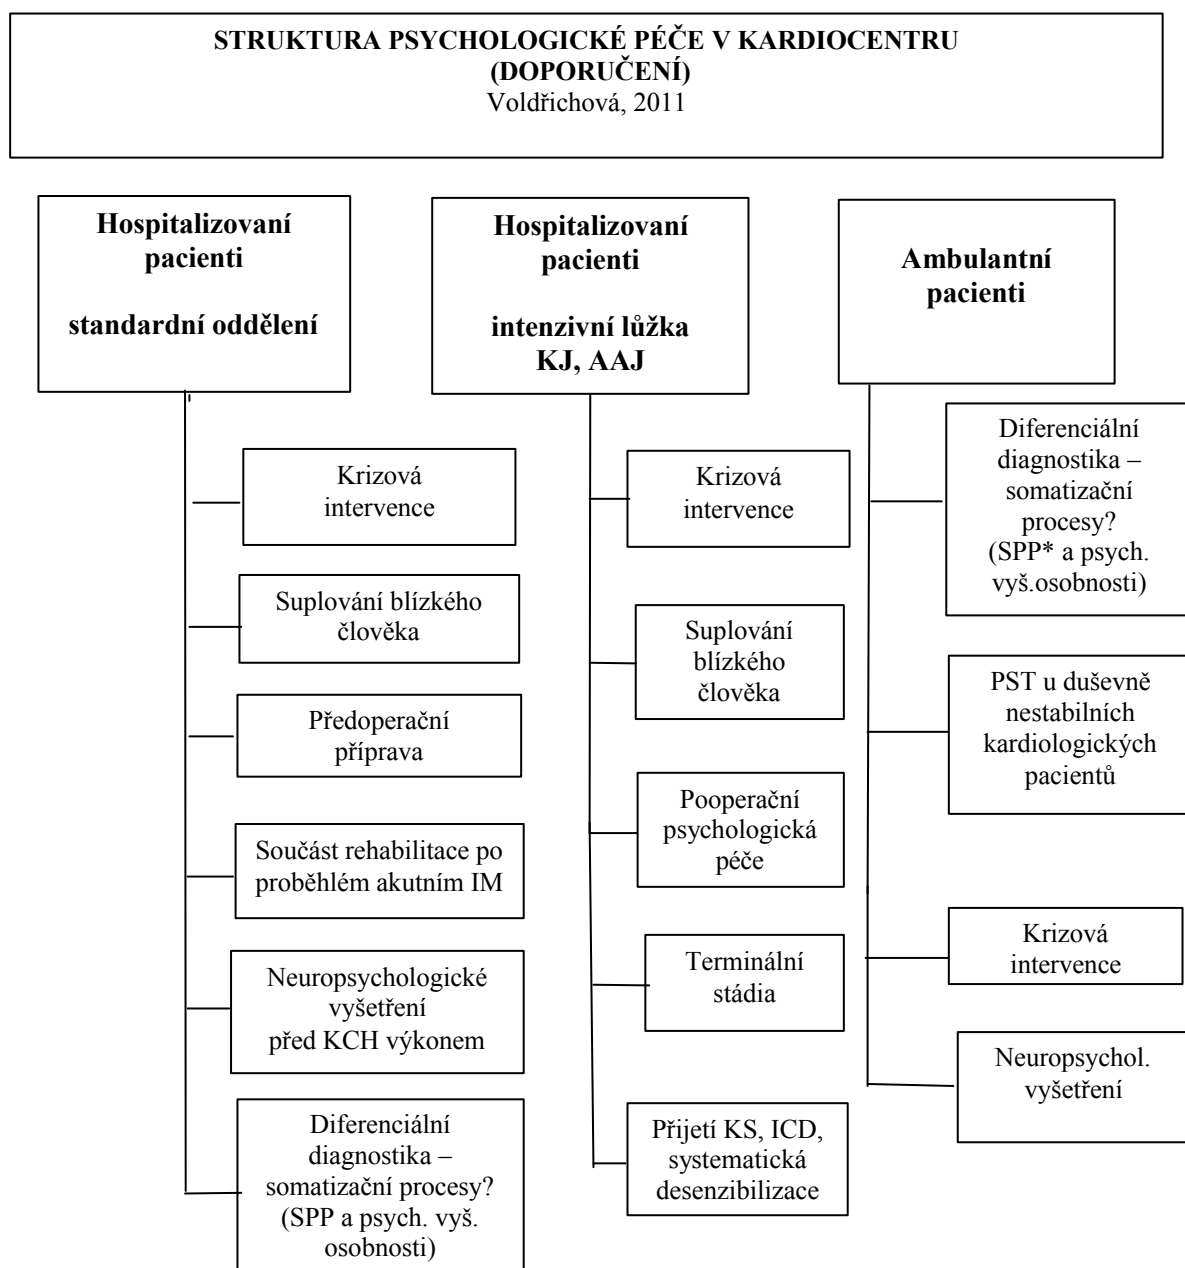 STRUKTURA PSYCHOLOGICKÉ PÉČE V KARDIOCENTRU
(DOPORUČENÍ)
Voldřichová, 2011
Hospitalizovaní
pacienti
standardní oddělení
Krizová
intervence
Suplování blízkého
člověka
Předoperační
příprava
Součást rehabilitace po
proběhlém akutním IM
Neuropsychologické
vyšetření
před KCH výkonem
Diferenciální
diagnostika –
somatizační procesy?
(SPP a psych. vyš.
osobnosti)
Hospitalizovaní
pacienti
intenzivní lůžka
KJ, AAJ
Krizová
intervence
Suplování
blízkého
člověka
Pooperační
psychologická
péče
Terminální
stádia
Přijetí KS, ICD,
systematická
desenzibilizace
Ambulantní
pacienti
Diferenciální
diagnostika –
somatizační
procesy?
(SPP* a psych.
vyš.osobnosti)
PST u duševně
nestabilních
kardiologických
pacientů
Krizová
intervence
Neuropsychol.
vyšetření